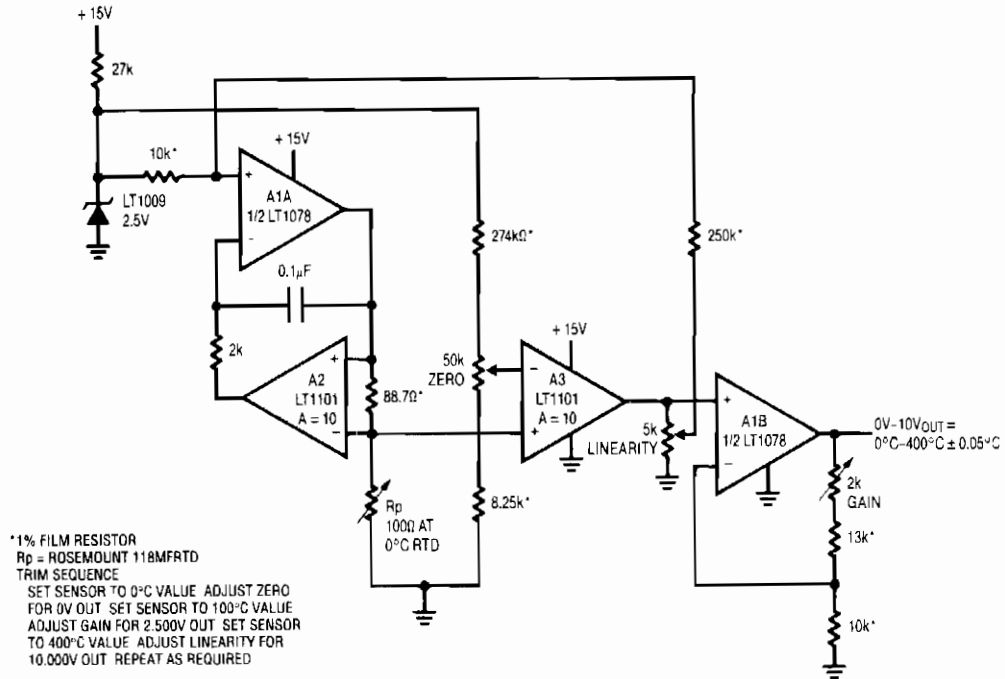 + 15V
27k
10k*
+ 15V
+
A1A
1/2 LT1078
-
LT1009
2.5V
274kΩ*
250k*
0.1µF
2k
+
A2
LT1101
A = 10
-
88.7Ω*
50k
ZERO
+ 15V
-
A3
LT1101
A = 10
+
5k
LINEARITY
+
A1B
1/2 LT1078
-
0V–10VOUT =
0°C–400°C ± 0.05°C
2k
GAIN
13k*
10k*
Rp
100Ω AT
0°C RTD
8.25k*
*1% FILM RESISTOR
Rp = ROSEMOUNT 118MFRTD
TRIM SEQUENCE
SET SENSOR TO 0°C VALUE ADJUST ZERO
FOR 0V OUT SET SENSOR TO 100°C VALUE
ADJUST GAIN FOR 2.500V OUT SET SENSOR
TO 400°C VALUE ADJUST LINEARITY FOR
10.000V OUT REPEAT AS REQUIRED